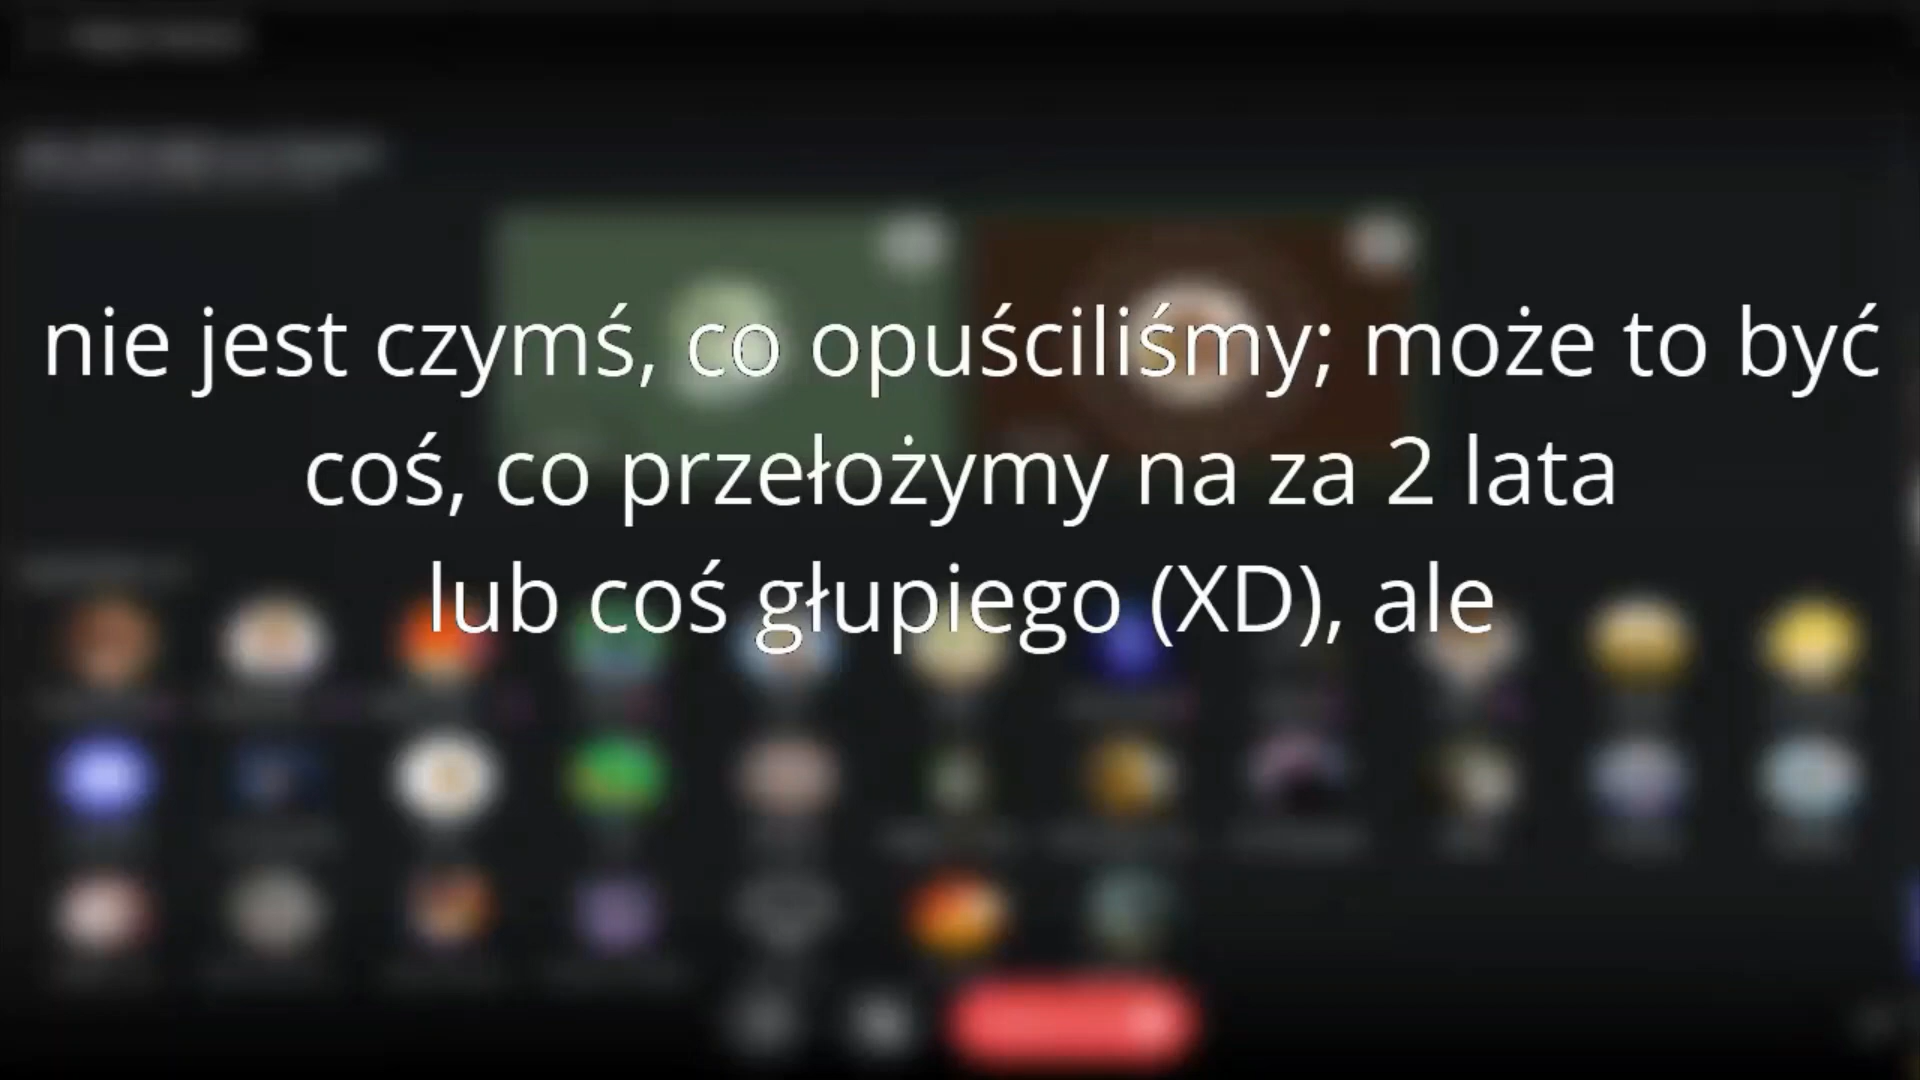 nie jest czymś, co opuściliśmy; może to być
coś, co przełożymy na za 2 lata
lub coś głupiego (XD), ale